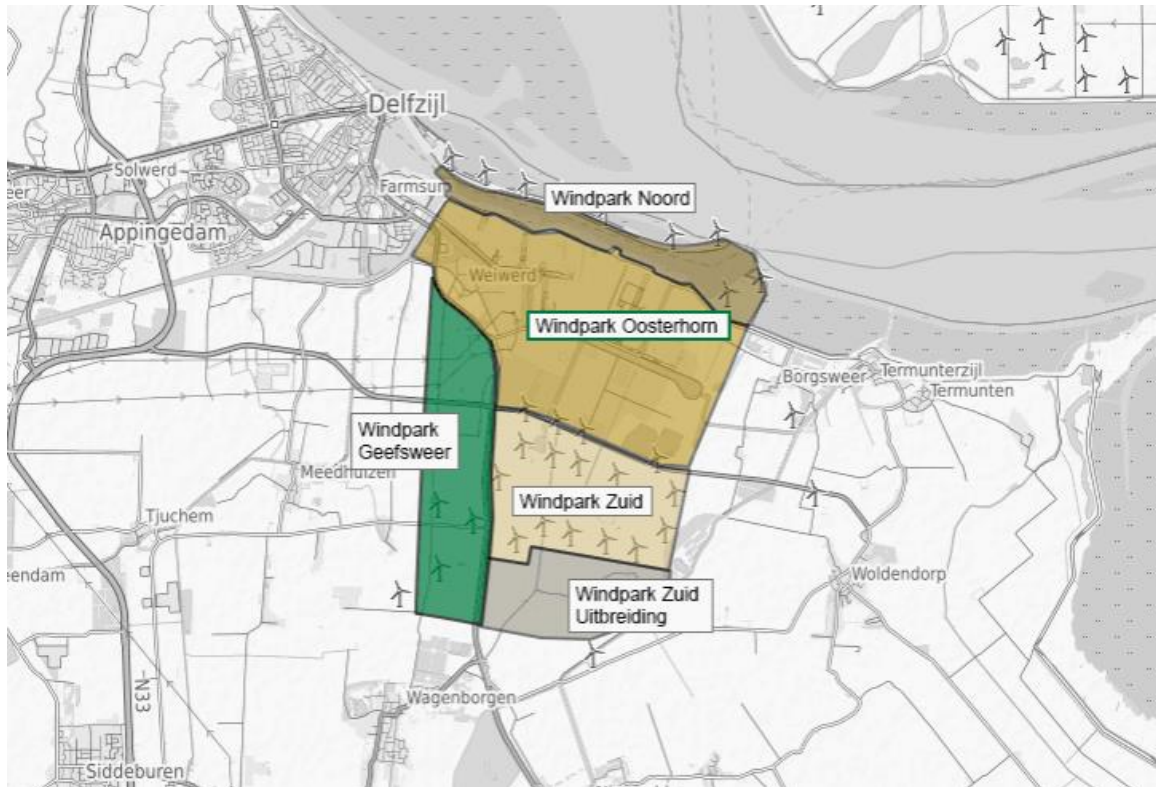 Delfzijl
Solwerd
Farmsum
Windpark Noord
Appingedam
Weiwerd
Windpark Oosterhorn
Termunterzijl
Borgsweer
Termunten
Windpark
Geefsweer
Meedhuizen
Windpark Zuid
Tjuchem
eendam
Woldendorp
Windpark Zuid
Uitbreiding
N33
Wagenborgen
Siddeburen